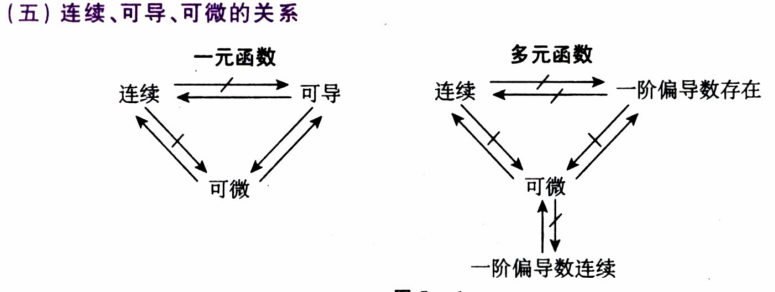 (五)连续、可导、可微的关系
一元函数
多元函数
连续
可导
连续
一阶偏导数存在
可微
可微
一阶偏导数连续